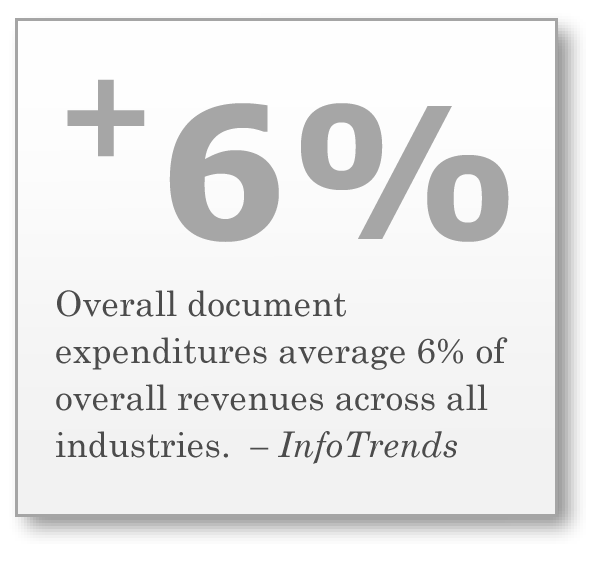 +6%
Overall document
expenditures average 6% of
overall revenues across all
industries. – InfoTrends